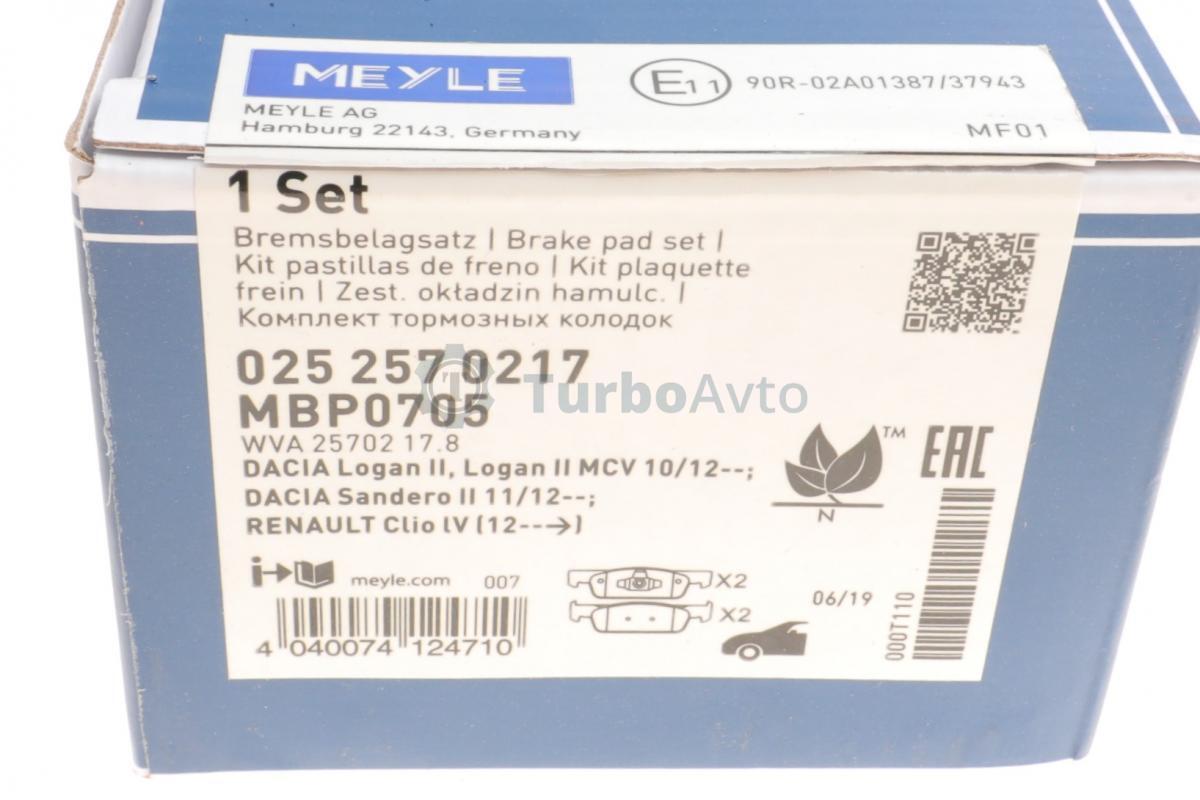 MEYLE
MEYLE AG
Hamburg 22143, Germany
E11
90R-02A01387/37943
MF01
1 Set
Bremsbelagsatz | Brake pad set |
Kit pastillas de freno | Kit plaquette
frein | Zest. okładzin hamulc. |
Комплект тормозных колодок
025 257 0217
MBP0705
TurboAvto
WVA 25702 17.8
DACIA Logan II, Logan II MCV 10/12--;
DACIA Sandero II 11/12--;
RENAULT Clio lV (12--→)
TM
N
EAC
i→
meyle.com
007
X2
X2
06/19
000T110
4 040074 124710